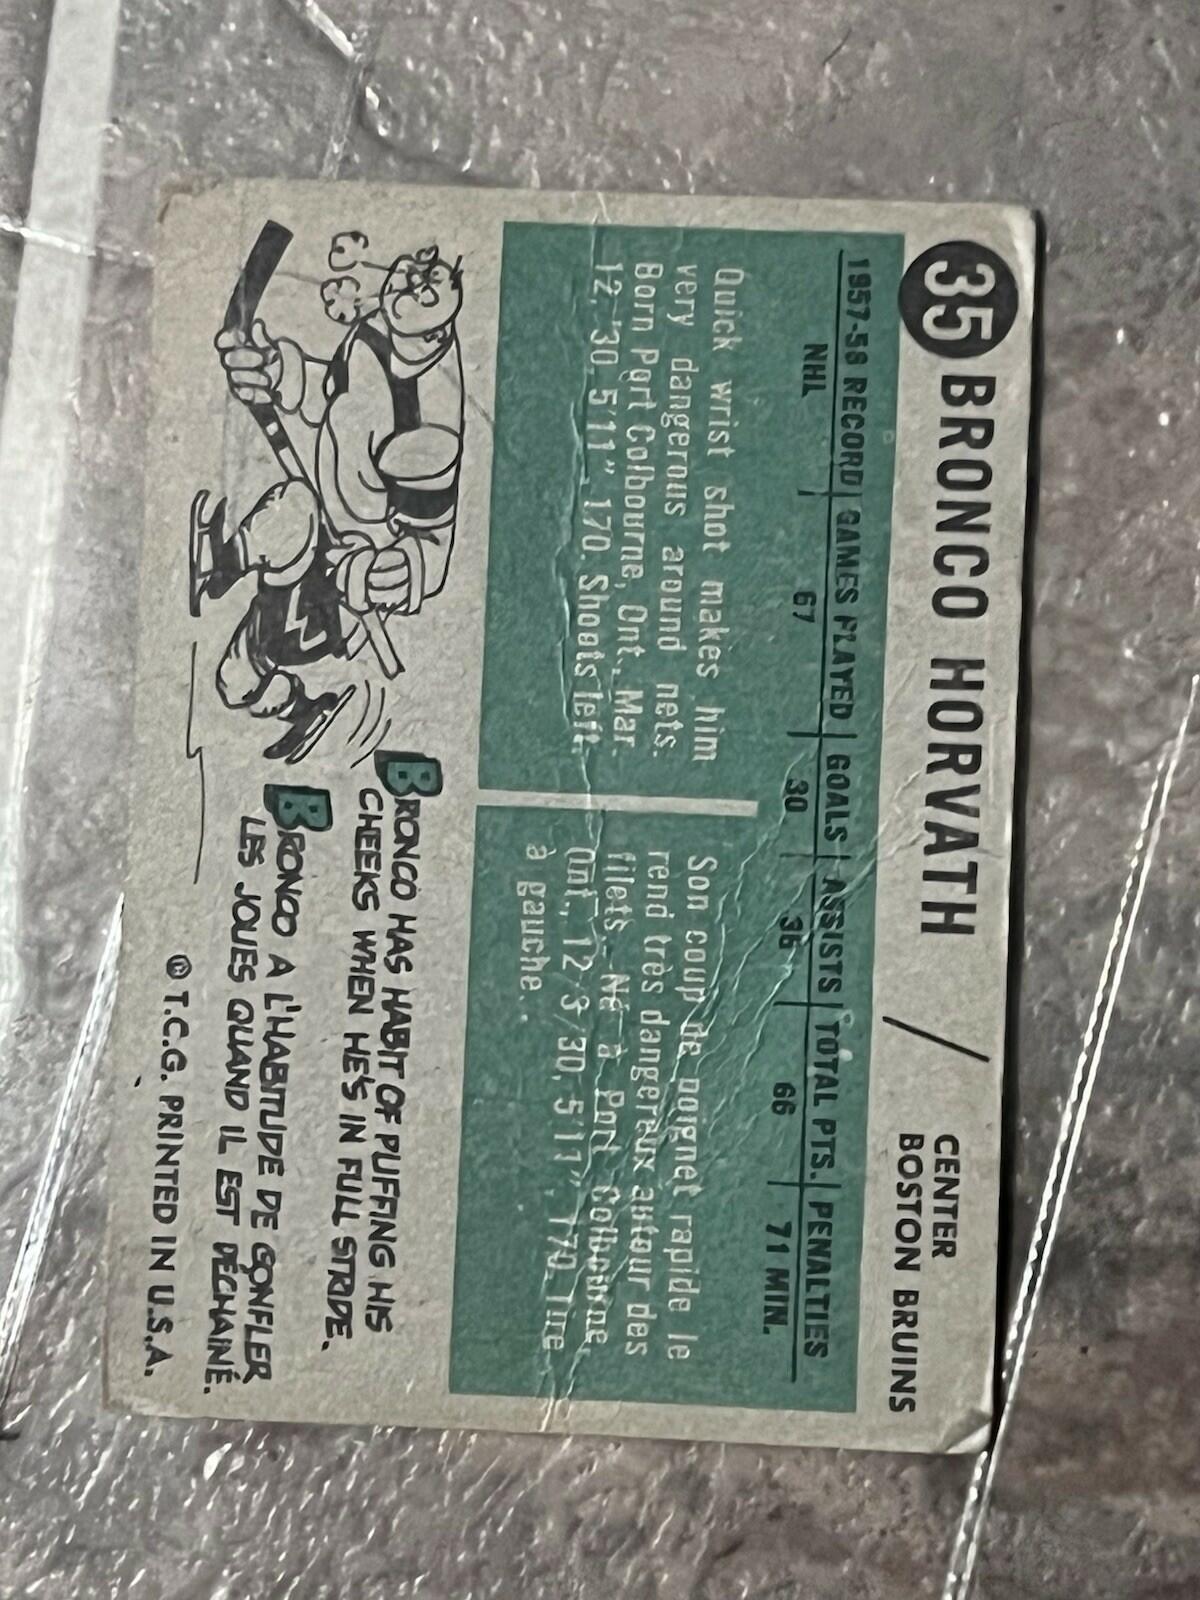 35 BRONCO HORVATH / CENTER
BOSTON BRUINS
1957-58 RECORD GAMES PLAYED GOALS ASSISTS TOTAL PTS. PENALTIES
NHL 67 30 36 66 71 MIN.
Quick wrist shot makes him
very dangerous around nets.
Born Port Colbourne, Ont., Mar.
12, '30. 5'11" 170. Shoots left.
Son coup de poignet rapide le
rend très dangereux autour des
filets. Né à Port Colbourne,
Ont., 12/3/30, 5'11", 170. Tire
à gauche.
BRONCO HAS HABIT OF PUFFING HIS
CHEEKS WHEN HE'S IN FULL STRIDE.
BRONCO A L'HABITUDE DE GONFLER
LES JOUES QUAND IL EST DÉCHAINÉ.
© T.C.G. PRINTED IN U.S.A.